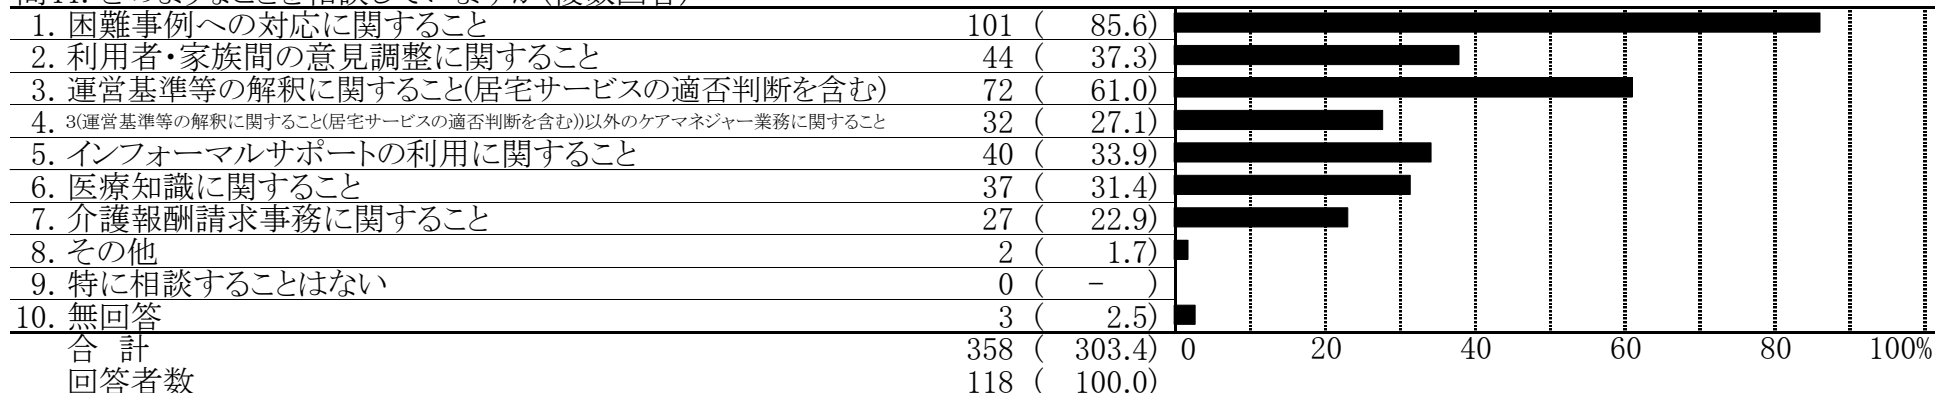 1. 困難事例への対応に関すること 101 ( 85.6)
2. 利用者・家族間の意見調整に関すること 44 ( 37.3)
3. 運営基準等の解釈に関すること(居宅サービスの適否判断を含む) 72 ( 61.0)
4. 3(運営基準等の解釈に関すること(居宅サービスの適否判断を含む))以外のケアマネジャー業務に関すること 32 ( 27.1)
5. インフォーマルサポートの利用に関すること 40 ( 33.9)
6. 医療知識に関すること 37 ( 31.4)
7. 介護報酬請求事務に関すること 27 ( 22.9)
8. その他 2 ( 1.7)
9. 特に相談することはない 0 ( - )
10. 無回答 3 ( 2.5)
合 計 358 ( 303.4) 0 20 40 60 80 100%
回答者数 118 ( 100.0)